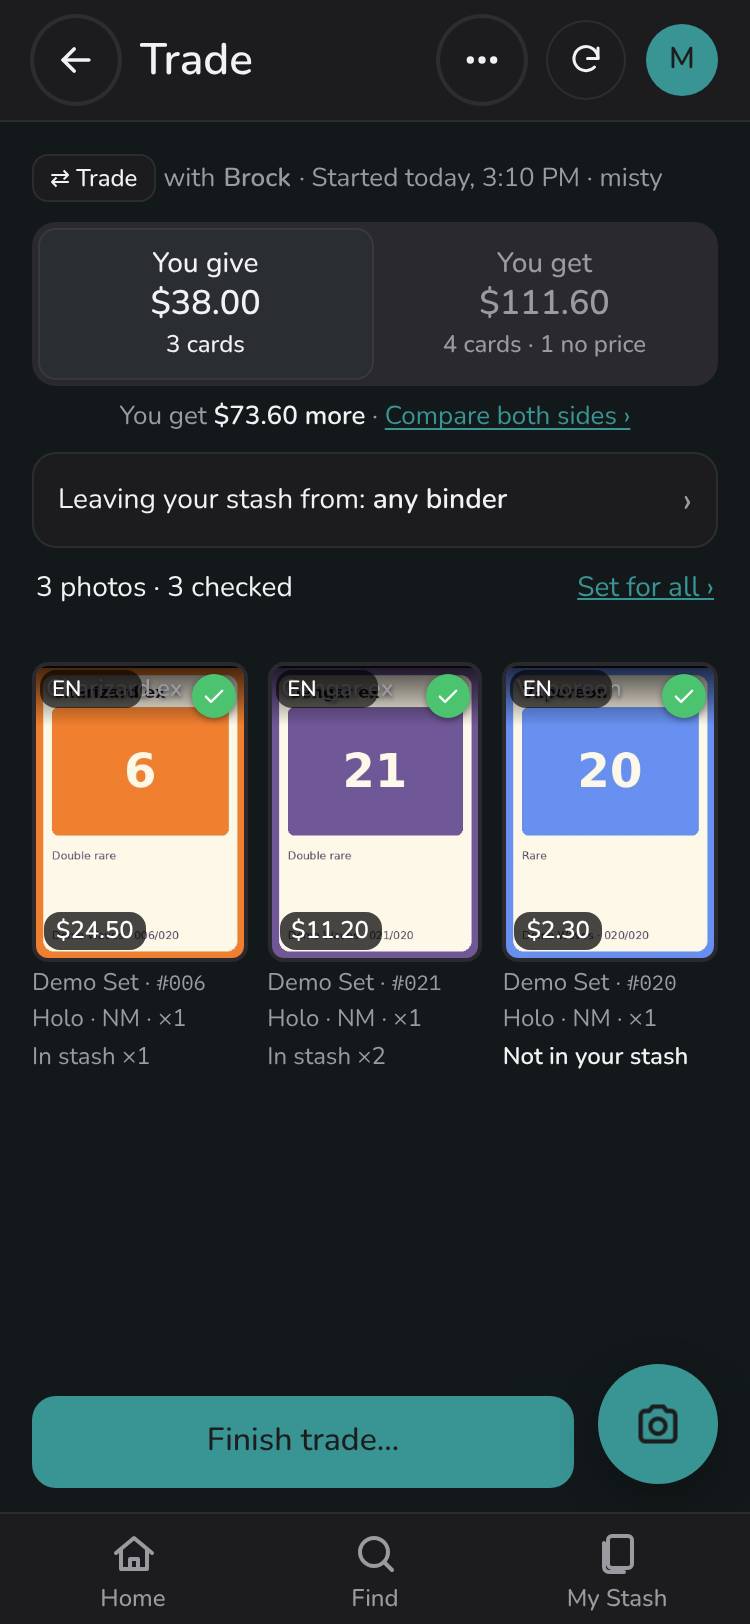 Trade
M
⇄ Trade with Brock · Started today, 3:10 PM · misty
You give
$38.00
3 cards
You get
$111.60
4 cards · 1 no price
You get $73.60 more · Compare both sides ›
Leaving your stash from: any binder ›
3 photos · 3 checked
Set for all ›
EN
EN
EN
6
21
20
Double rare
Double rare
Rare
$24.50
$11.20
$2.30
020/020
Demo Set · #006
Holo · NM · ×1
In stash ×1
Demo Set · #021
Holo · NM · ×1
In stash ×2
Demo Set · #020
Holo · NM · ×1
Not in your stash
Finish trade...
Home
Find
My Stash